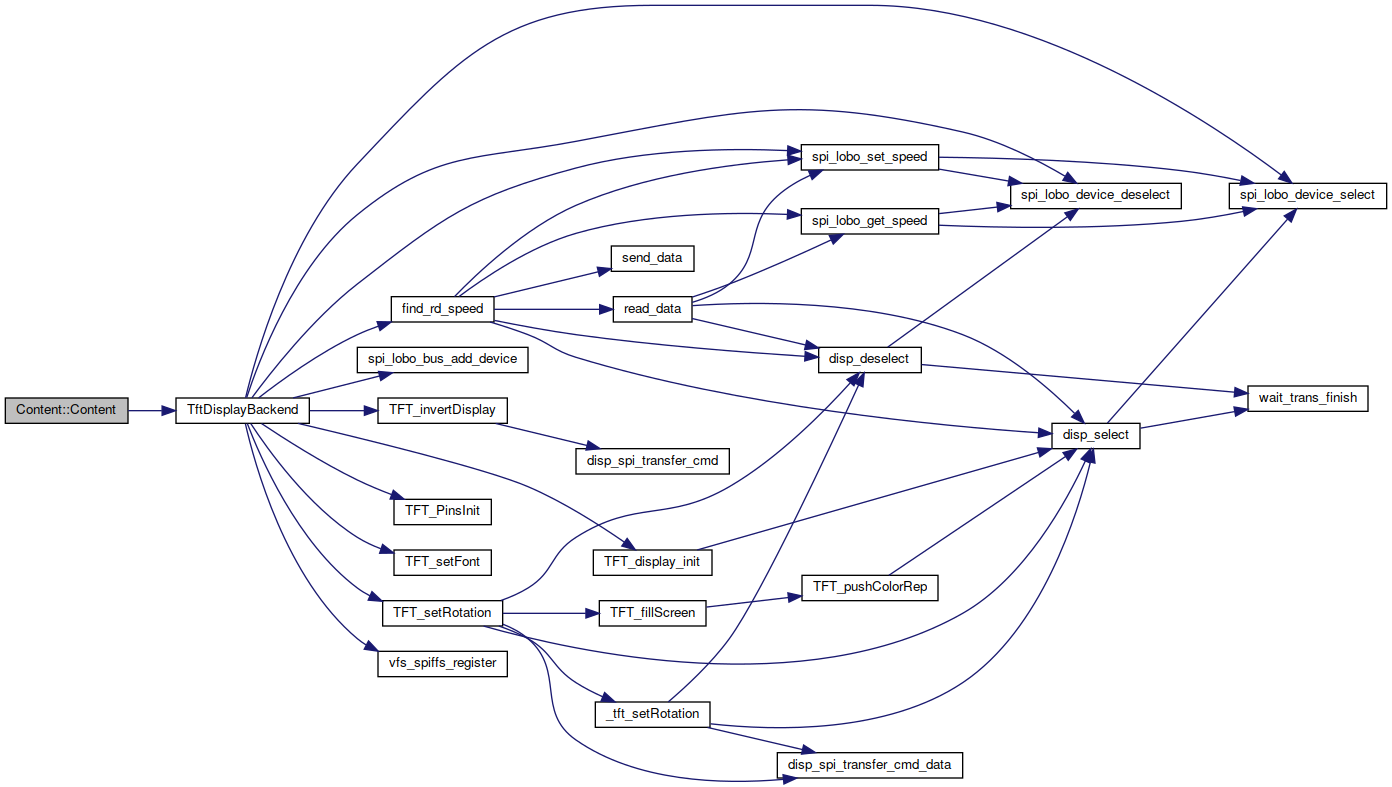 Content::Content
TftDisplayBackend
find_rd_speed
spi_lobo_bus_add_device
TFT_invertDisplay
TFT_PinsInit
TFT_setFont
TFT_setRotation
vfs_spiffs_register
send_data
read_data
disp_spi_transfer_cmd
TFT_display_init
TFT_fillScreen
_tft_setRotation
spi_lobo_set_speed
spi_lobo_get_speed
disp_deselect
TFT_pushColorRep
disp_spi_transfer_cmd_data
spi_lobo_device_deselect
disp_select
spi_lobo_device_select
wait_trans_finish